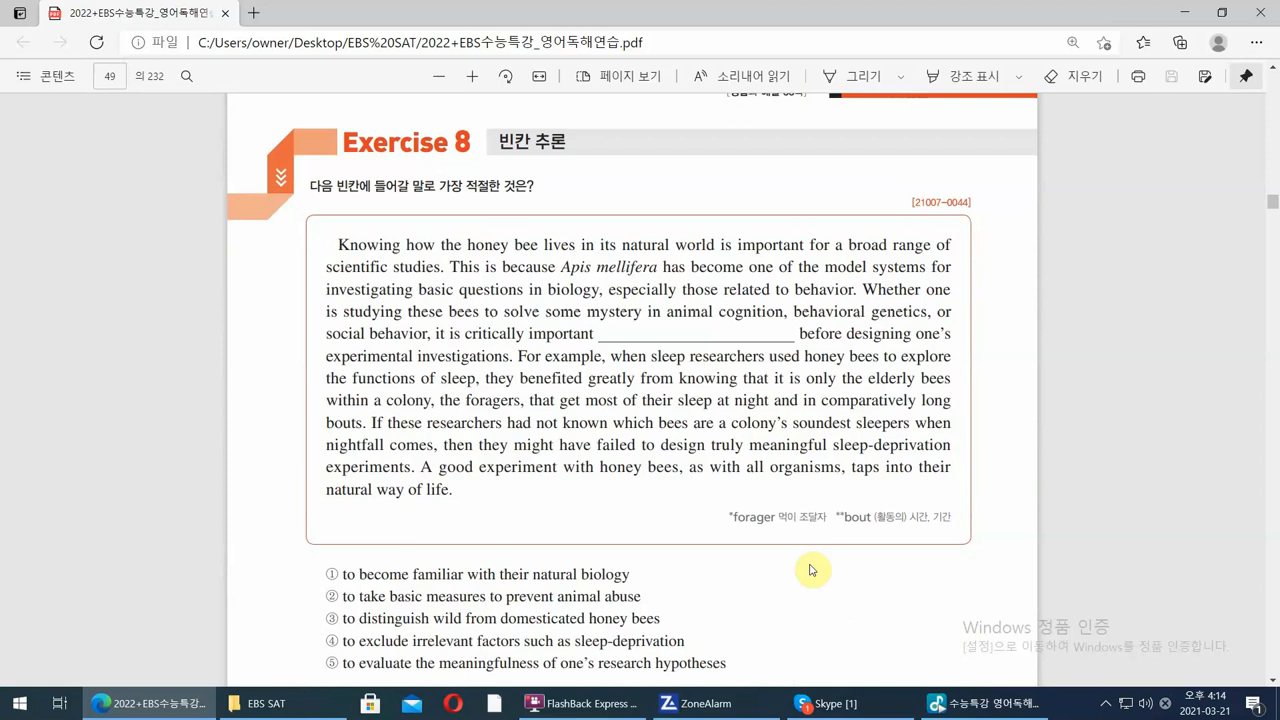 2022+EBS수능특강_영어독해연
파일 C:/Users/owner/Desktop/EBS%20SAT/2022+EBS수능특강_영어독해연습.pdf
콘텐츠 49 의 232 페이지 보기 소리내어 읽기 그리기 강조 표시 지우기
Exercise 8 빈칸 추론
다음 빈칸에 들어갈 말로 가장 적절한 것은?
[21007-0044]
Knowing how the honey bee lives in its natural world is important for a broad range of
scientific studies. This is because Apis mellifera has become one of the model systems for
investigating basic questions in biology, especially those related to behavior. Whether one
is studying these bees to solve some mystery in animal cognition, behavioral genetics, or
social behavior, it is critically important ____________________ before designing one's
experimental investigations. For example, when sleep researchers used honey bees to explore
the functions of sleep, they benefited greatly from knowing that it is only the elderly bees
within a colony, the foragers, that get most of their sleep at night and in comparatively long
bouts. If these researchers had not known which bees are a colony's soundest sleepers when
nightfall comes, then they might have failed to design truly meaningful sleep-deprivation
experiments. A good experiment with honey bees, as with all organisms, taps into their
natural way of life.
*forager 먹이 조달자 **bout (활동의) 시간, 기간
① to become familiar with their natural biology
② to take basic measures to prevent animal abuse
③ to distinguish wild from domesticated honey bees
④ to exclude irrelevant factors such as sleep-deprivation
⑤ to evaluate the meaningfulness of one's research hypotheses
Windows 정품 인증
[설정]으로 이동하여 Windows를 정품 인증합니다.
2022+EBS수능특강... EBS SAT FlashBack Express ... ZoneAlarm Skype [1] 수능특강 영어독해... 오후 4:14
2021-03-21